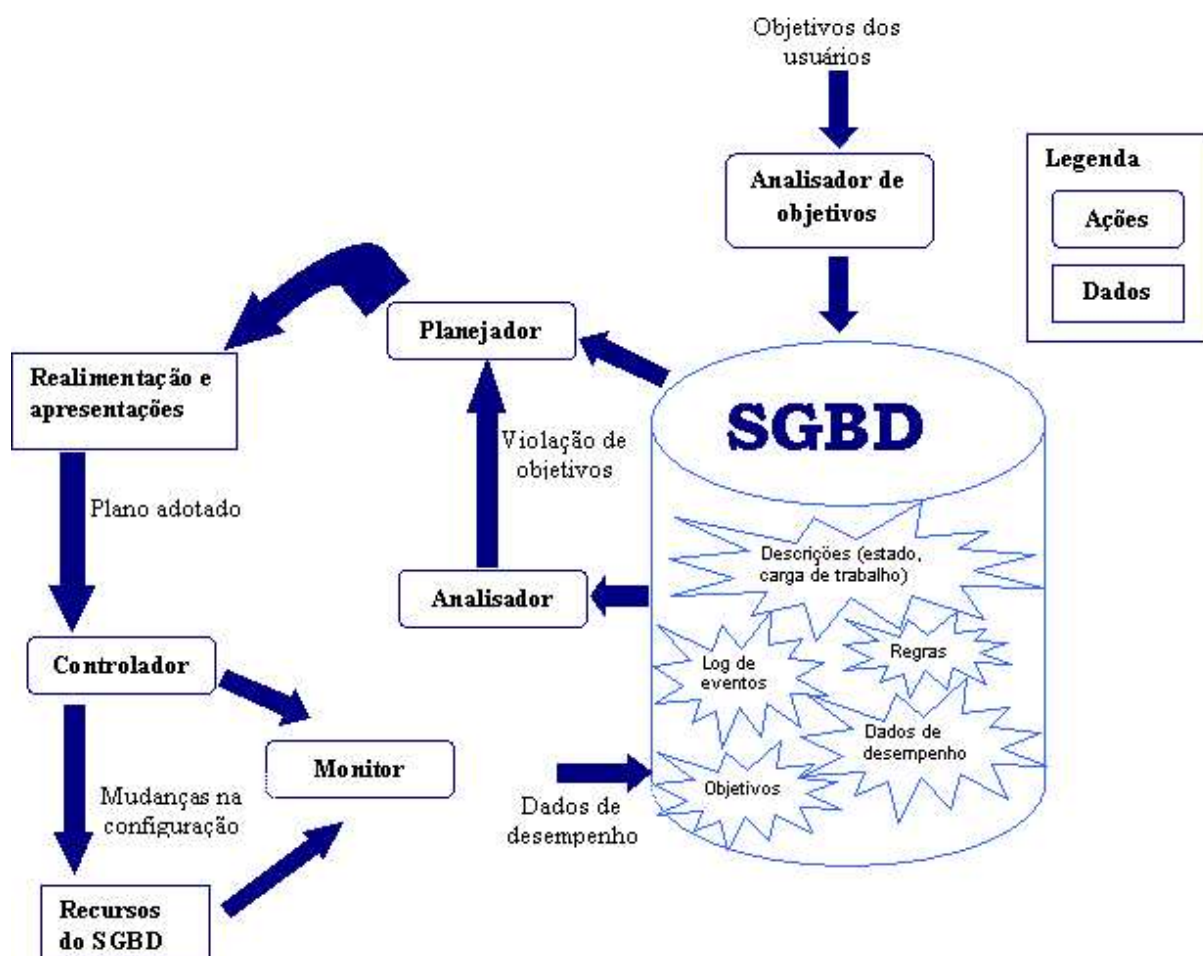 Objetivos dos
usuários
Analisador de
objetivos
Legenda
Ações
Dados
Planejador
Realimentação e
apresentações
SGBD
Violação de
objetivos
Plano adotado
Descrições (estado,
carga de trabalho)
Analisador
Controlador
Log de
eventos
Regras
Dados de
desempenho
Monitor
Objetivos
Mudanças na
configuração
Dados de
desempenho
Recursos
do SGBD